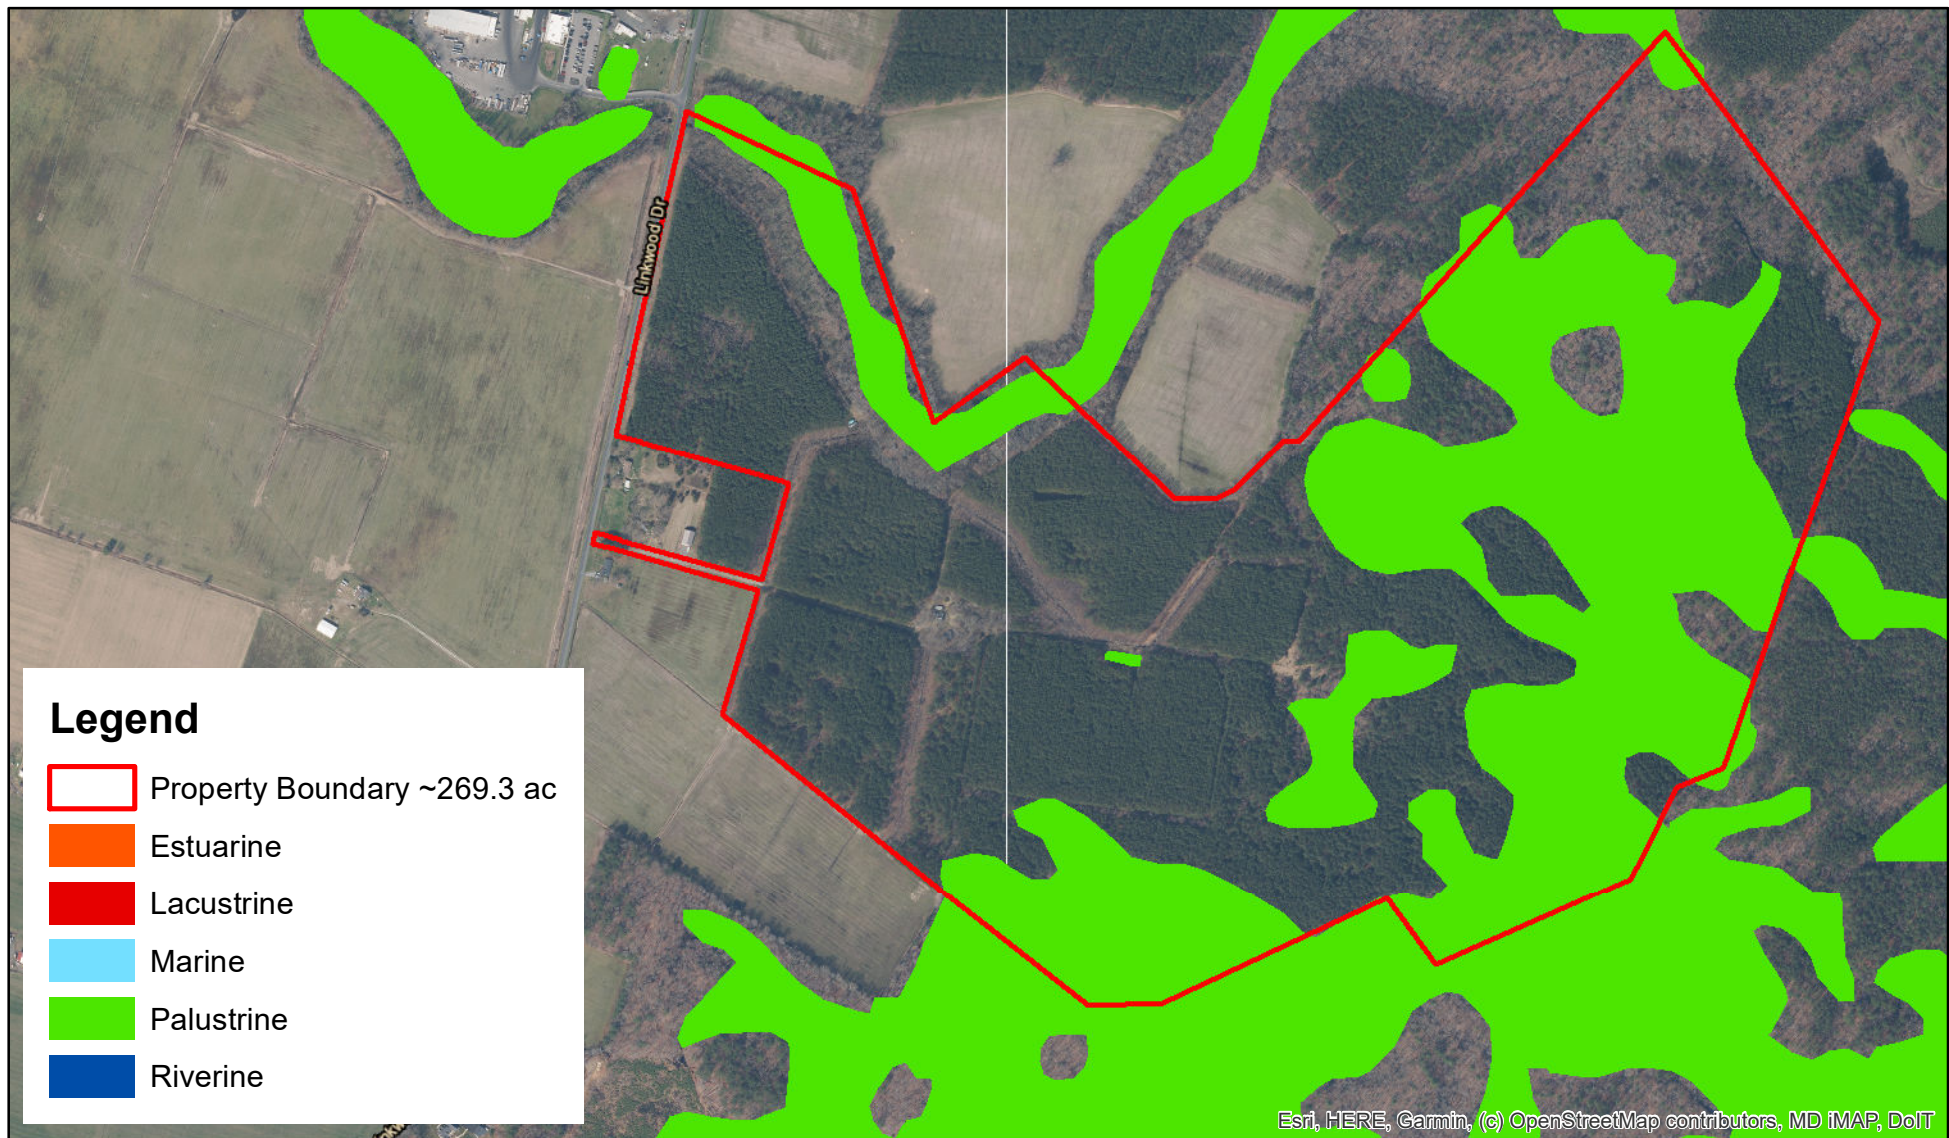 Linkwood Dr
Legend
Property Boundary ~269.3 ac
Estuarine
Lacustrine
Marine
Palustrine
Riverine
Esri, HERE, Garmin, (c) OpenStreetMap contributors, MD iMAP, DoIT